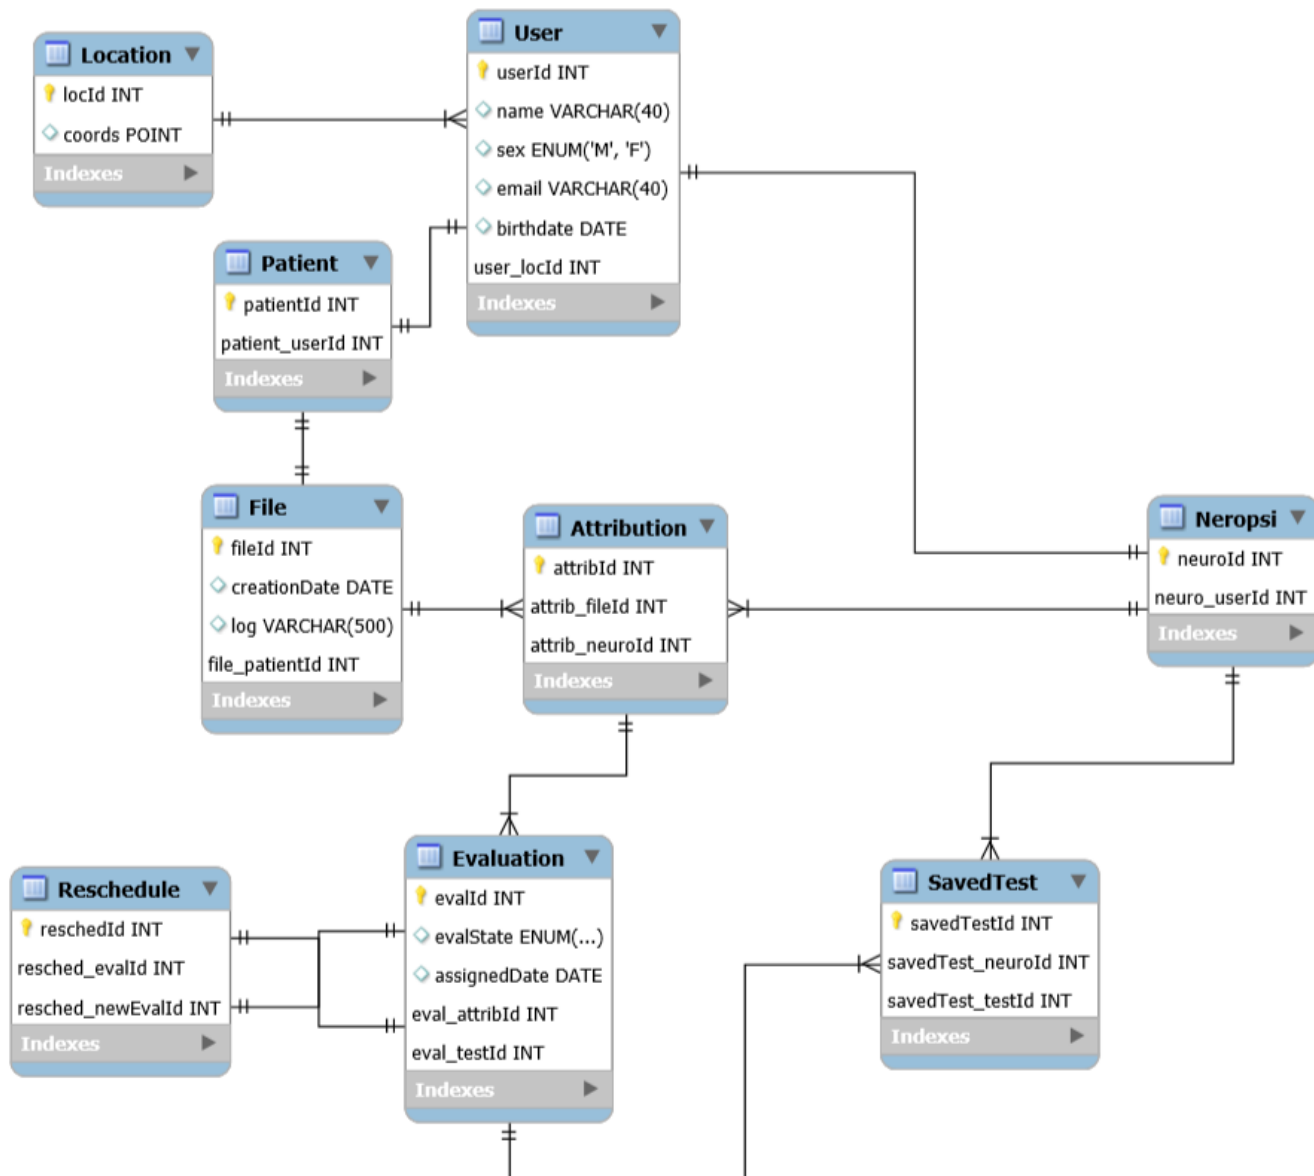 Location
locId INT
coords POINT
Indexes
User
userId INT
name VARCHAR(40)
sex ENUM('M', 'F')
email VARCHAR(40)
birthdate DATE
user_locId INT
Indexes
Patient
patientId INT
patient_userId INT
Indexes
File
fileId INT
creationDate DATE
log VARCHAR(500)
file_patientId INT
Indexes
Attribution
attribId INT
attrib_fileId INT
attrib_neuroId INT
Indexes
Neropsi
neuroId INT
neuro_userId INT
Indexes
Reschedule
reschedId INT
resched_evalId INT
resched_newEvalId INT
Indexes
Evaluation
evalId INT
evalState ENUM(...)
assignedDate DATE
eval_attribId INT
eval_testId INT
Indexes
SavedTest
savedTestId INT
savedTest_neuroId INT
savedTest_testId INT
Indexes